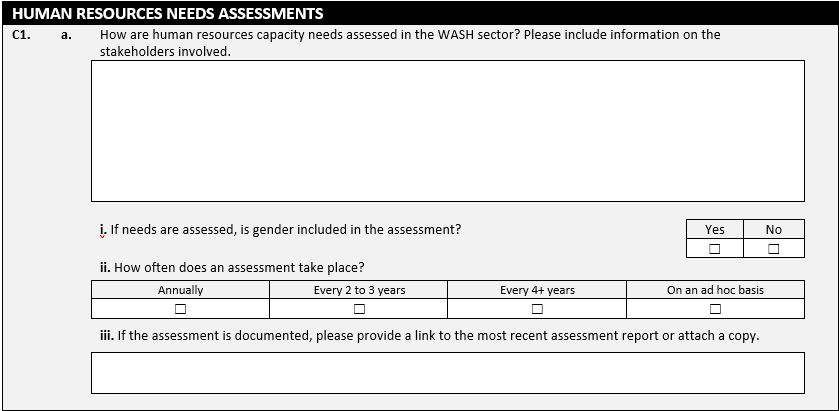 HUMAN RESOURCES NEEDS ASSESSMENTS
C1. a. How are human resources capacity needs assessed in the WASH sector? Please include information on the
stakeholders involved.
i. If needs are assessed, is gender included in the assessment? Yes No
☐ ☐
ii. How often does an assessment take place?
Annually Every 2 to 3 years Every 4+ years On an ad hoc basis
☐ ☐ ☐ ☐
iii. If the assessment is documented, please provide a link to the most recent assessment report or attach a copy.